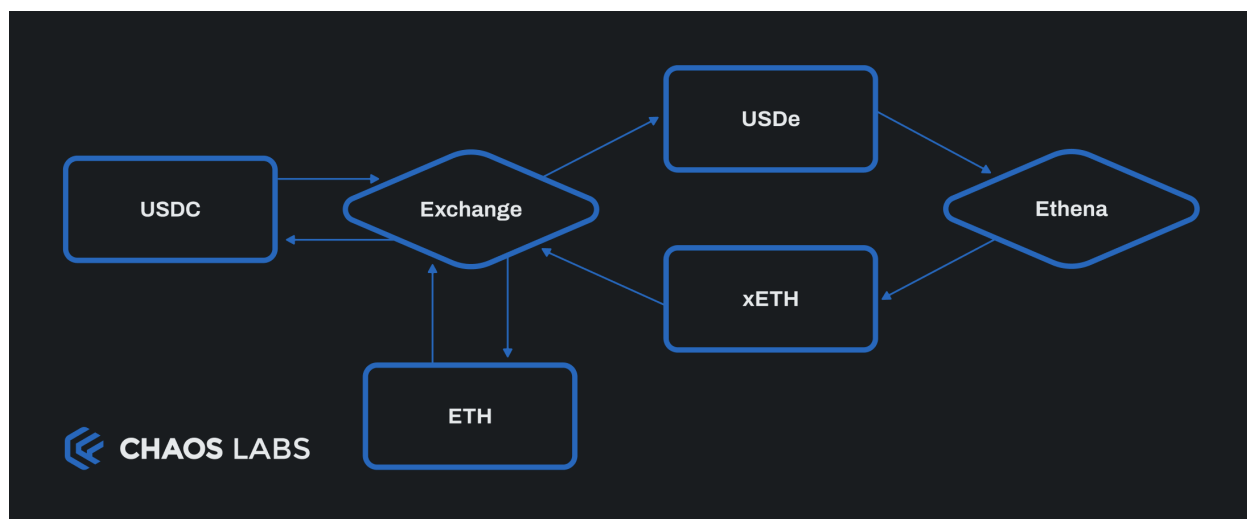 USDe
USDC
Exchange
Ethena
xETH
ETH
CHAOS LABS